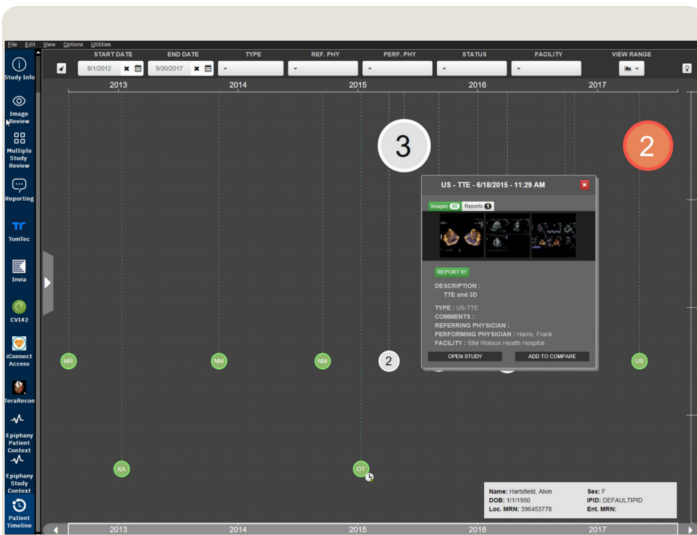 File Edit View Options Utilities
START DATE END DATE TYPE REF. PHY PERF. PHY STATUS FACILITY VIEW RANGE
8/1/2012 9/30/2017
2013 2014 2015 2016 2017
Study Info
Image
Review
Multiple
Study
Review
Reporting
TomTec
Invia
CVI42
iConnect
Access
TeraRecon
Epiphany
Patient
Context
Epiphany
Study
Context
Patient
Timeline
3
2
US - TTE - 6/18/2015 - 11:29 AM
Images 43 Reports 1
REPORT 01
DESCRIPTION :
TTE and 3D
TYPE : US-TTE
COMMENTS :
REFERRING PHYSICIAN :
PERFORMING PHYSICIAN : Harris, Frank
FACILITY : IBM Watson Health Hospital
OPEN STUDY ADD TO COMPARE
MR NM NM 2 US
XA OT
Name: Hartsfield, Alvin Sex: F
DOB: 1/1/1950 IPID: DEFAULTIPID
Loc. MRN: 396453778 Ent. MRN:
2013 2014 2015 2016 2017